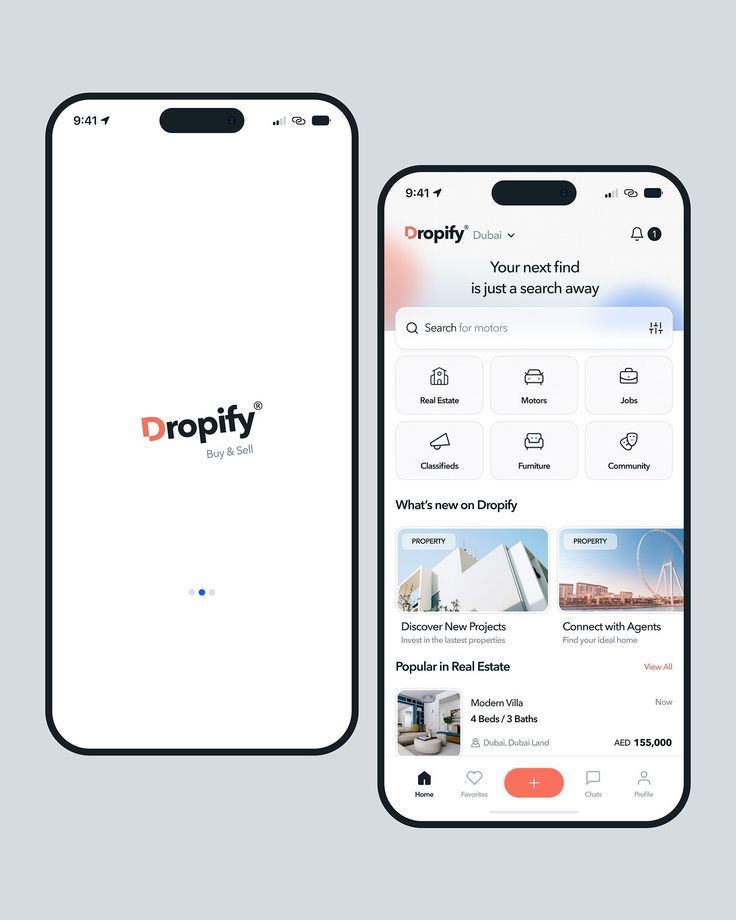 9:41
Dropify®
Buy & Sell
9:41
Dropify® Dubai
1
Your next find
is just a search away
Search for motors
Real Estate
Motors
Jobs
Classifieds
Furniture
Community
What's new on Dropify
PROPERTY
PROPERTY
Discover New Projects
Connect with Agents
Invest in the lastest properties
Find your ideal home
Popular in Real Estate
View All
Modern Villa
Now
4 Beds / 3 Baths
Dubai, Dubai Land
AED 155,000
Home
Favorites
Chats
Profile